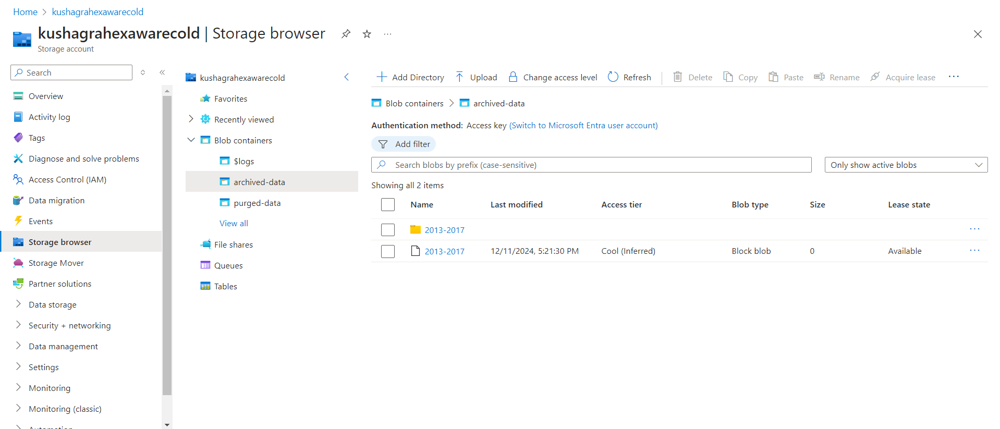 Home > kushagrahexawarecold
kushagrahexawarecold | Storage browser
Storage account
Search
Overview
Activity log
Tags
Diagnose and solve problems
Access Control (IAM)
Data migration
Events
Storage browser
Storage Mover
Partner solutions
Data storage
Security + networking
Data management
Settings
Monitoring
Monitoring (classic)
Automation
kushagrahexawarecold
Favorites
Recently viewed
Blob containers
$logs
archived-data
purged-data
View all
File shares
Queues
Tables
Add Directory Upload Change access level Refresh Delete Copy Paste Rename Acquire lease
Blob containers > archived-data
Authentication method: Access key (Switch to Microsoft Entra user account)
Add filter
Search blobs by prefix (case-sensitive) Only show active blobs
Showing all 2 items
Name Last modified Access tier Blob type Size Lease state
2013-2017
2013-2017 12/11/2024, 5:21:30 PM Cool (Inferred) Block blob 0 Available